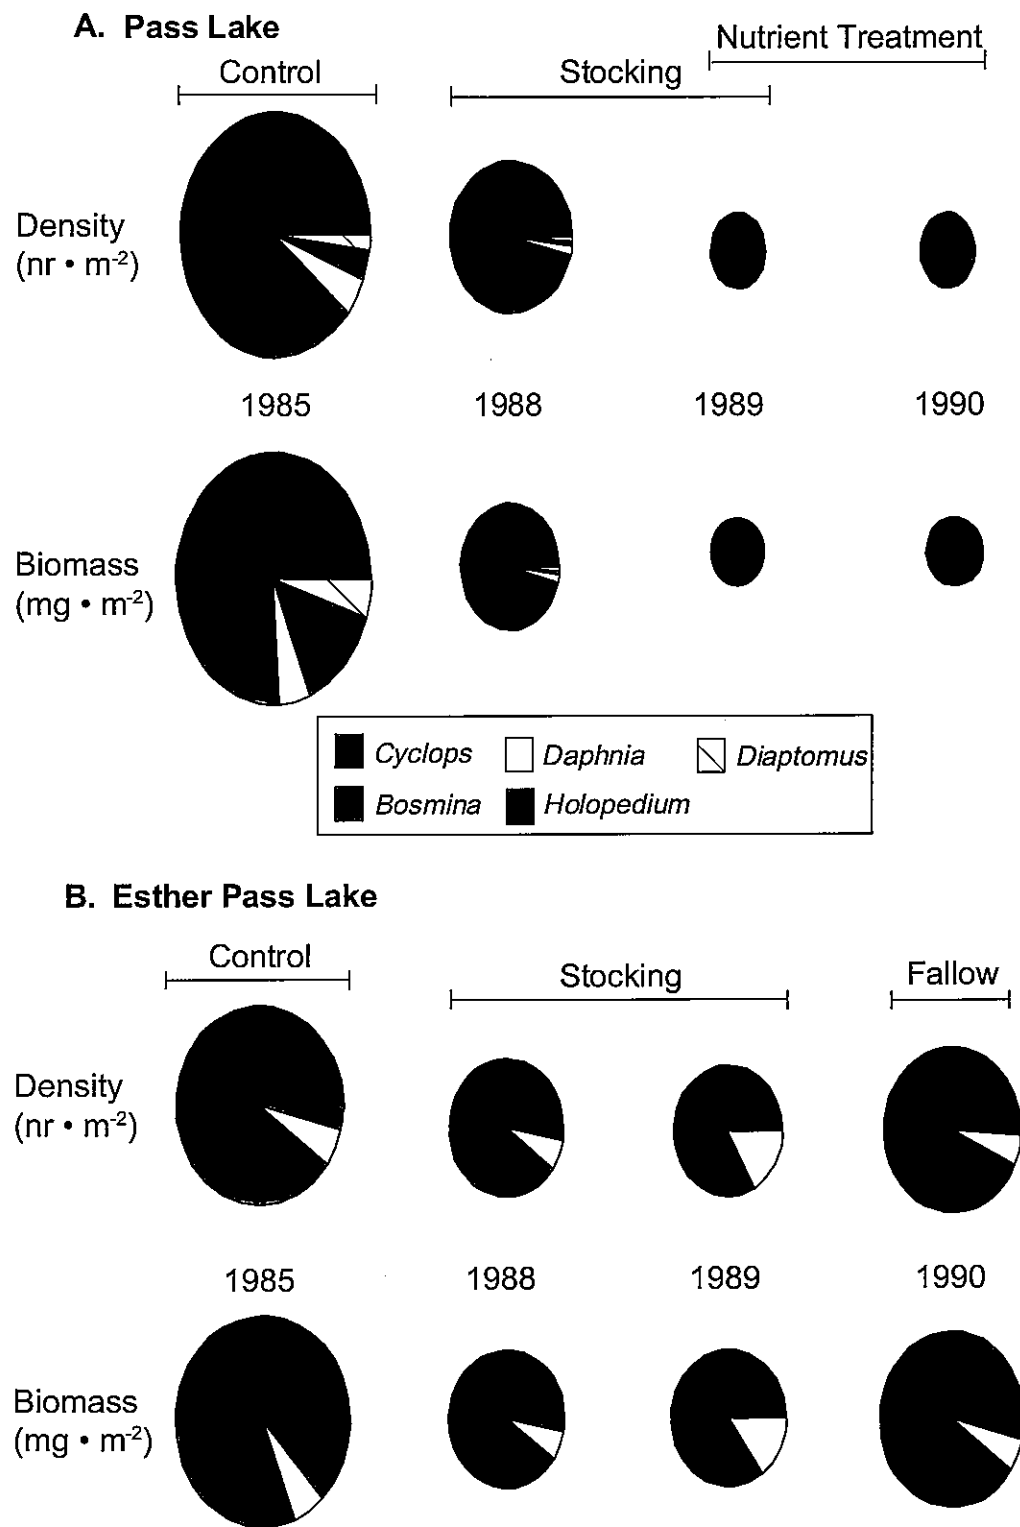 A. Pass Lake
Nutrient Treatment
Control
Stocking
Density
(nr • m-2)
1985
1988
1989
1990
Biomass
(mg • m-2)
Cyclops
Daphnia
Diaptomus
Bosmina
Holopedium
B. Esther Pass Lake
Control
Stocking
Fallow
Density
(nr • m-2)
1985
1988
1989
1990
Biomass
(mg • m-2)